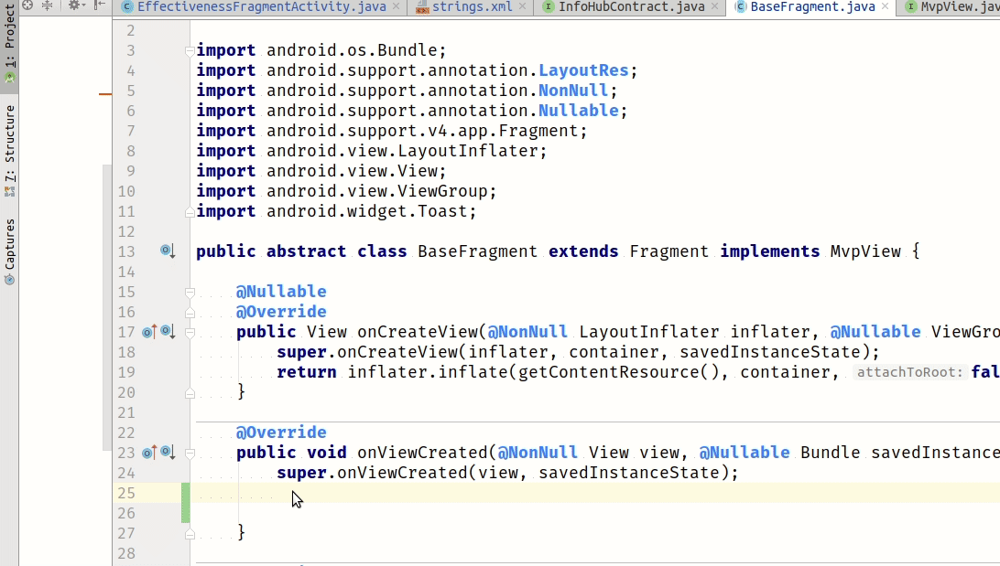 EffectivenessFragmentActivity.java strings.xml InfoHubContract.java BaseFragment.java MvpView.jav
1: Project
7: Structure
Captures
2
3 import android.os.Bundle;
4 import android.support.annotation.LayoutRes;
5 import android.support.annotation.NonNull;
6 import android.support.annotation.Nullable;
7 import android.support.v4.app.Fragment;
8 import android.view.LayoutInflater;
9 import android.view.View;
10 import android.view.ViewGroup;
11 import android.widget.Toast;
12
13 public abstract class BaseFragment extends Fragment implements MvpView {
14
15 @Nullable
16 @Override
17 public View onCreateView(@NonNull LayoutInflater inflater, @Nullable ViewGro
18 super.onCreateView(inflater, container, savedInstanceState);
19 return inflater.inflate(getContentResource(), container, attachToRoot: fal
20 }
21
22 @Override
23 public void onViewCreated(@NonNull View view, @Nullable Bundle savedInstance
24 super.onViewCreated(view, savedInstanceState);
25
26
27 }
28